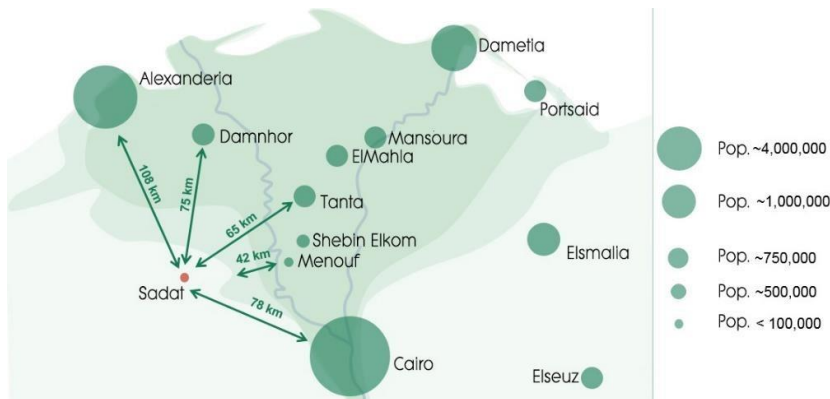 Dametia
Alexanderia
Portsaid
Damnhor
Mansoura
ElMahla
108 km
75 km
65 km
Tanta
Shebin Elkom
42 km
Menouf
Elsmalia
Sadat
78 km
Cairo
Elseuz
Pop. ~4,000,000
Pop. ~1,000,000
Pop. ~750,000
Pop. ~500,000
Pop. < 100,000